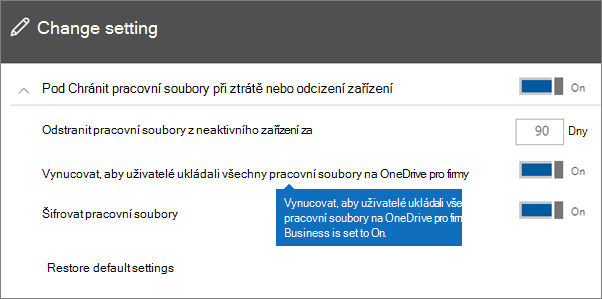 Change setting
Pod Chránit pracovní soubory při ztrátě nebo odcizení zařízení On
Odstranit pracovní soubory z neaktivního zařízení za 90 Dny
Vynucovat, aby uživatelé ukládali všechny pracovní soubory na OneDrive pro firmy On
Vynucovat, aby uživatelé ukládali vše
pracovní soubory na OneDrive pro firm
Business is set to On.
Šifrovat pracovní soubory On
Restore default settings